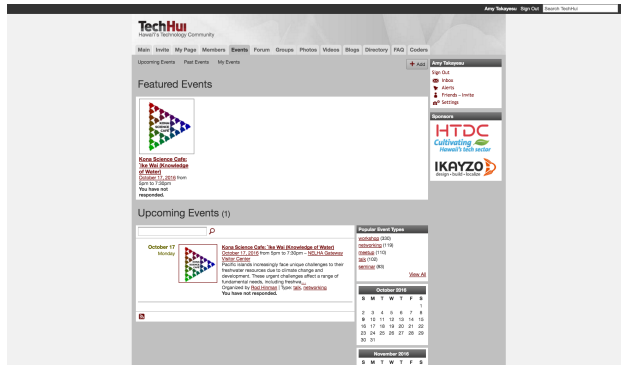 Amy Takayesu Sign Out Search TechHui
TechHui
Hawaii's Technology Community
Main Invite My Page Members Events Forum Groups Photos Videos Blogs Directory FAQ Coders
Upcoming Events Past Events My Events
+ Add
Amy Takayesu
Sign Out
Inbox
Alerts
Friends – Invite
Settings
Featured Events
KONA SCIENCE CAFE
Kona Science Cafe:
'Ike Wai (Knowledge
of Water)
October 17, 2016 from
5pm to 7:30pm
You have not
responded.
Sponsors
HTDC
Cultivating
Hawaii's tech sector
IKAYZO
design · build · localize
Upcoming Events (1)
October 17
Monday
KONA SCIENCE CAFE
Kona Science Cafe: 'Ike Wai (Knowledge of Water)
October 17, 2016 from 5pm to 7:30pm – NELHA Gateway
Visitor Center
Pacific islands increasingly face unique challenges to their
freshwater resources due to climate change and
development. These urgent challenges affect a range of
fundamental needs, including freshwa...
Organized by Rod Hinman | Type: talk, networking
You have not responded.
Popular Event Types
workshop (330)
networking (119)
meetup (110)
talk (102)
seminar (83)
View All
October 2016
S M T W T F S
1
2 3 4 5 6 7 8
9 10 11 12 13 14 15
16 17 18 19 20 21 22
23 24 25 26 27 28 29
30 31
November 2016
S M T W T F S